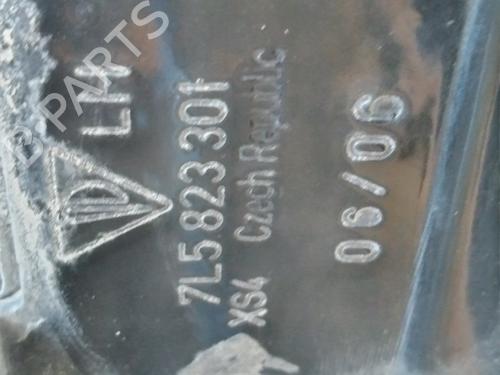 LH
7L5 823 301
XS4 Czech Republic
06/06
B-PARTS